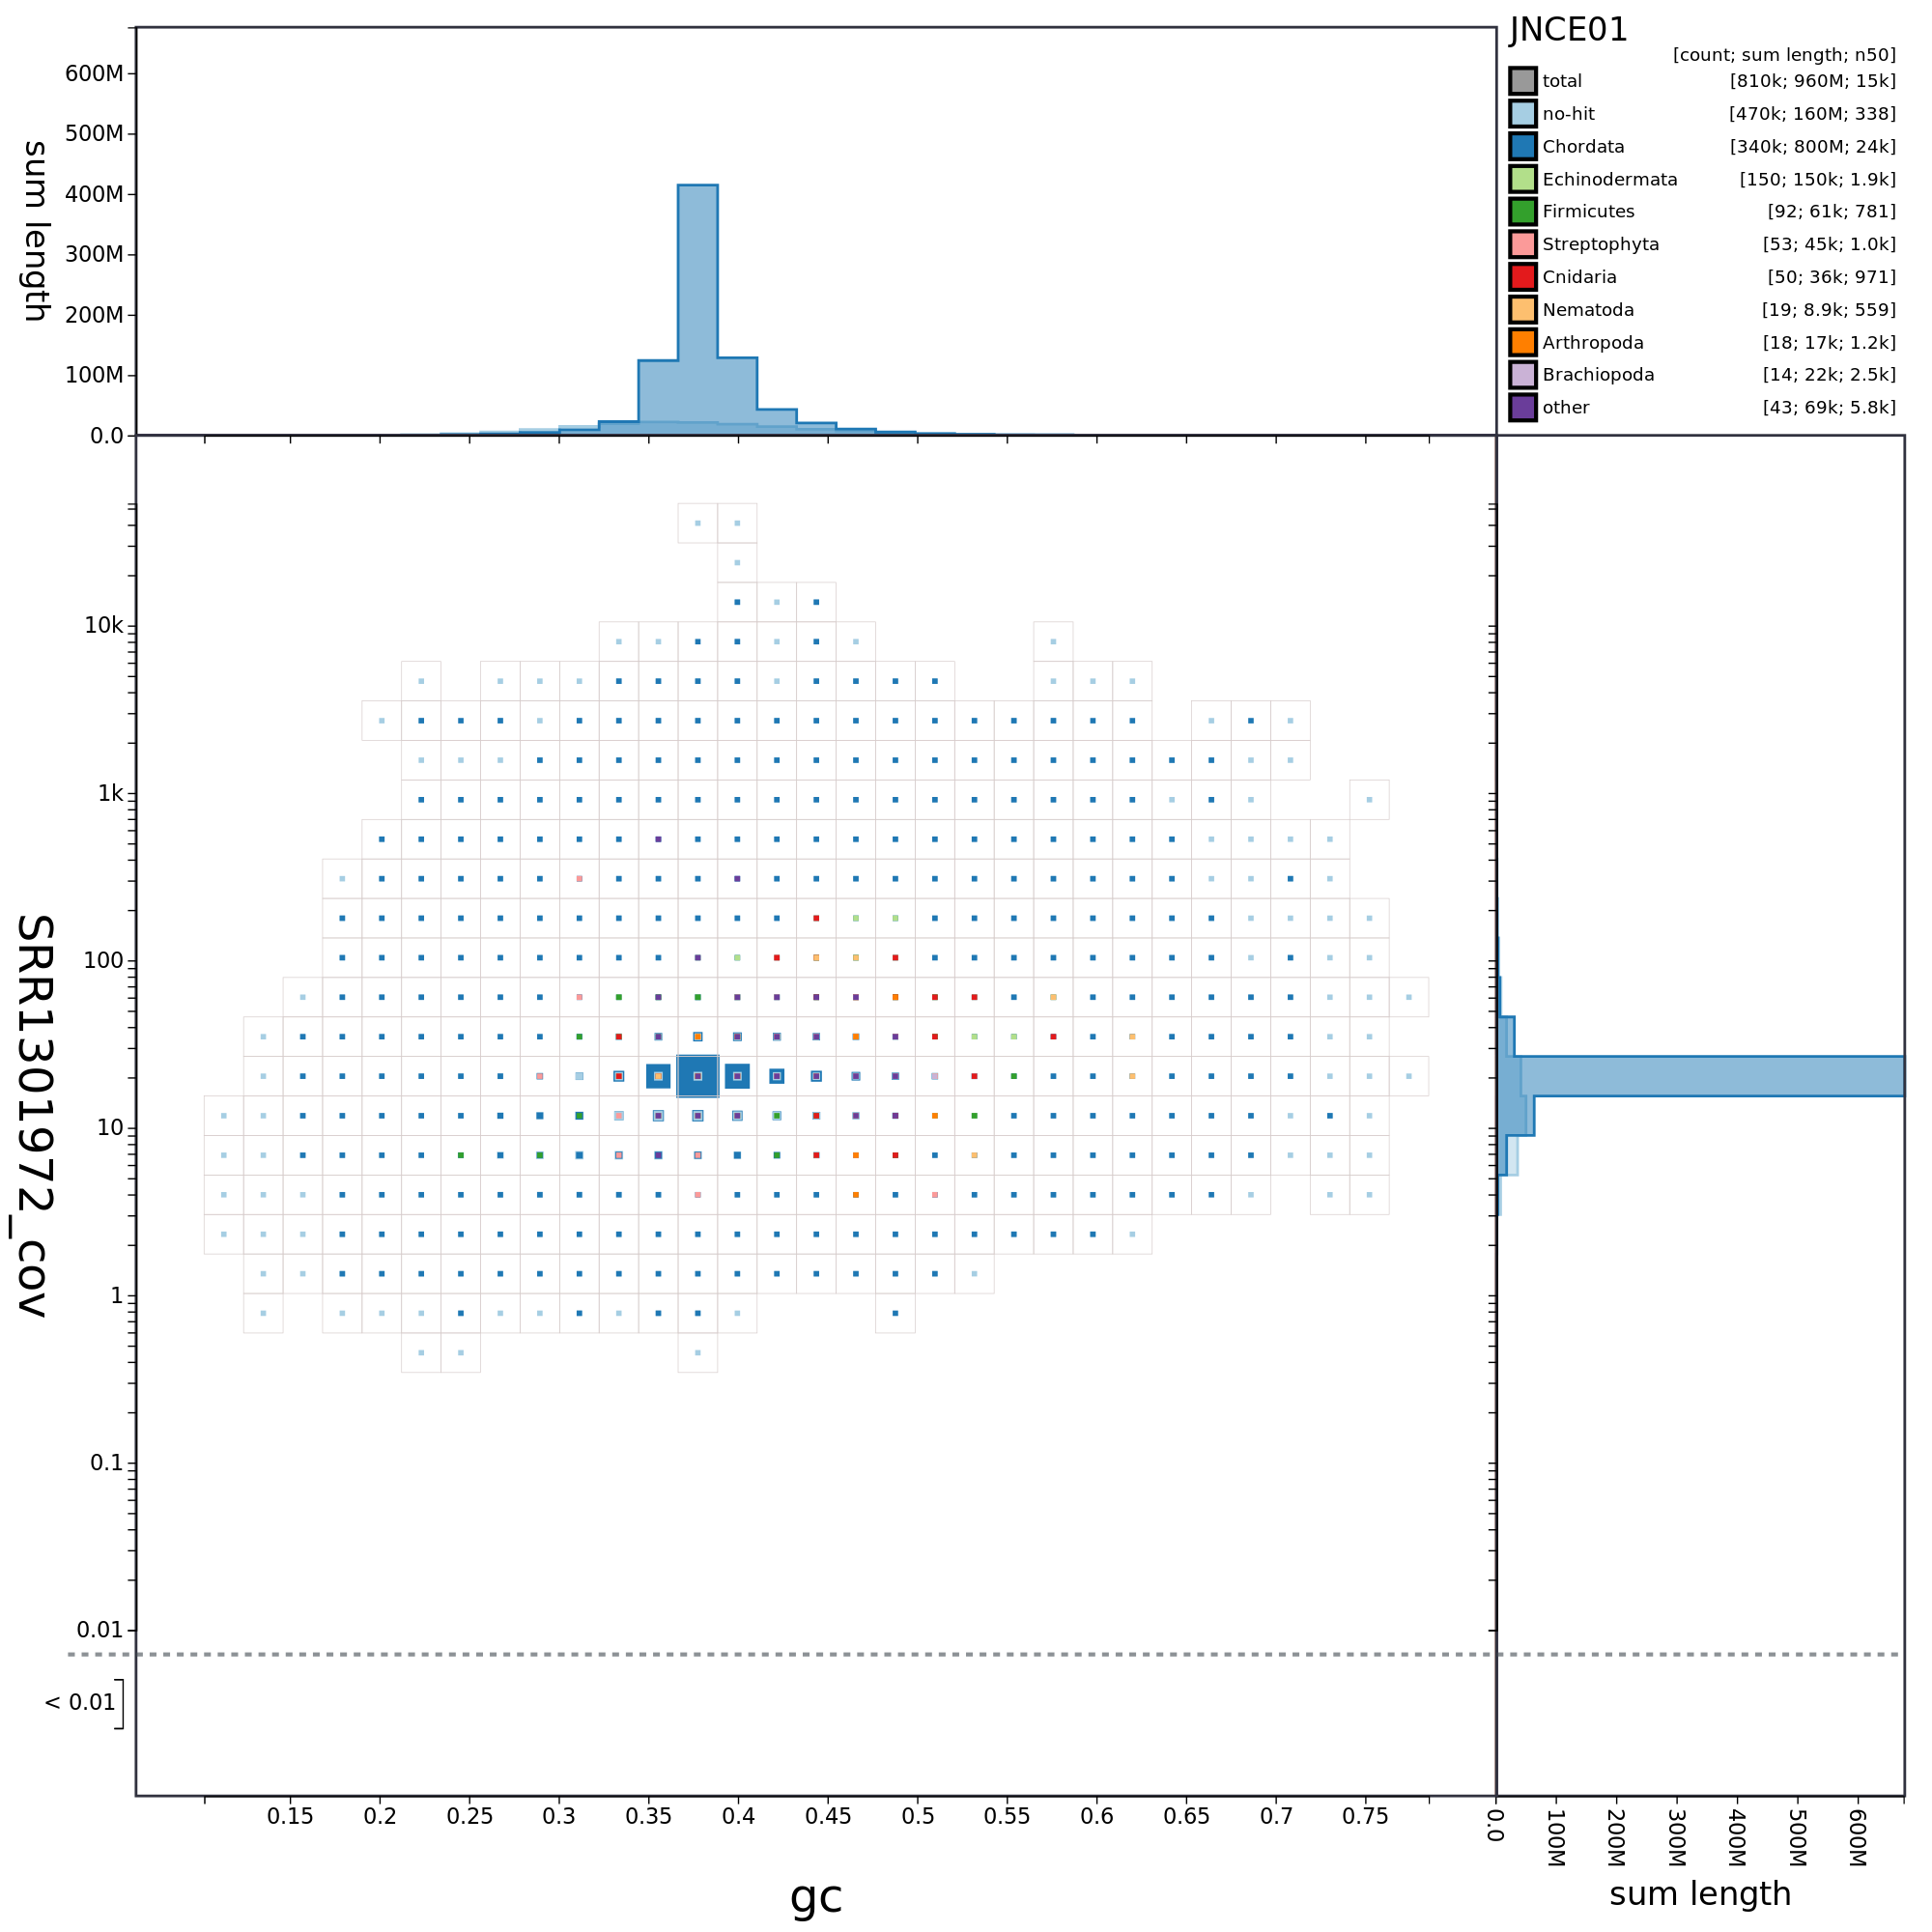 JNCE01
[count; sum length; n50]
total [810k; 960M; 15k]
no-hit [470k; 160M; 338]
Chordata [340k; 800M; 24k]
Echinodermata [150; 150k; 1.9k]
Firmicutes [92; 61k; 781]
Streptophyta [53; 45k; 1.0k]
Cnidaria [50; 36k; 971]
Nematoda [19; 8.9k; 559]
Arthropoda [18; 17k; 1.2k]
Brachiopoda [14; 22k; 2.5k]
other [43; 69k; 5.8k]
sum length
600M
500M
400M
300M
200M
100M
0.0
SRR1301972_cov
10k
1k
100
10
1
0.1
0.01
< 0.01
0.15 0.2 0.25 0.3 0.35 0.4 0.45 0.5 0.55 0.6 0.65 0.7 0.75
gc
0.0 100M 200M 300M 400M 500M 600M
sum length